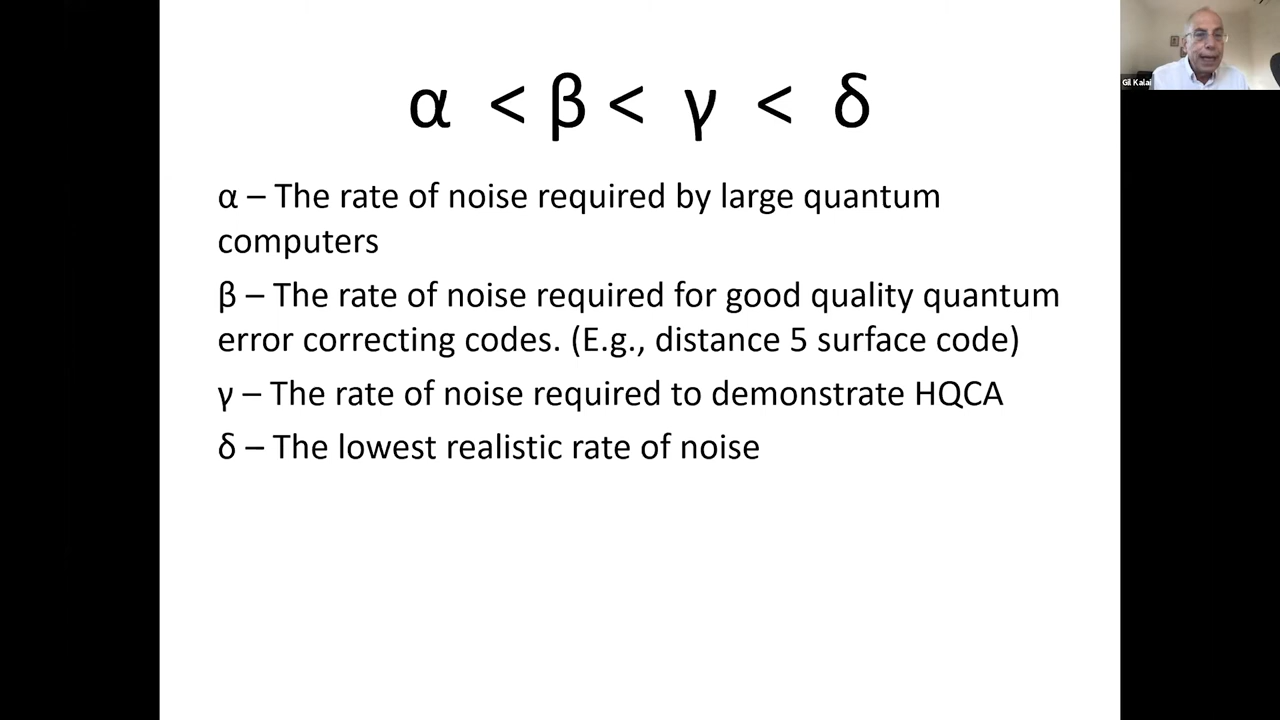 α < β < γ < δ
α – The rate of noise required by large quantum
computers
β – The rate of noise required for good quality quantum
error correcting codes. (E.g., distance 5 surface code)
γ – The rate of noise required to demonstrate HQCA
δ – The lowest realistic rate of noise
Gil Kalai